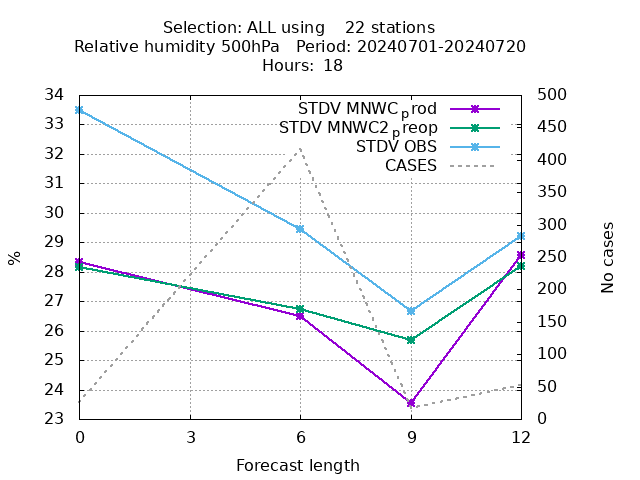 Selection: ALL using    22 stations
Relative humidity 500hPa   Period: 20240701-20240720
Hours: 18
STDV MNWC_prod
STDV MNWC2_preop
STDV OBS
CASES
34
33
32
31
30
29
28
27
26
25
24
23
%
500
450
400
350
300
250
200
150
100
50
0
No cases
0 3 6 9 12
Forecast length